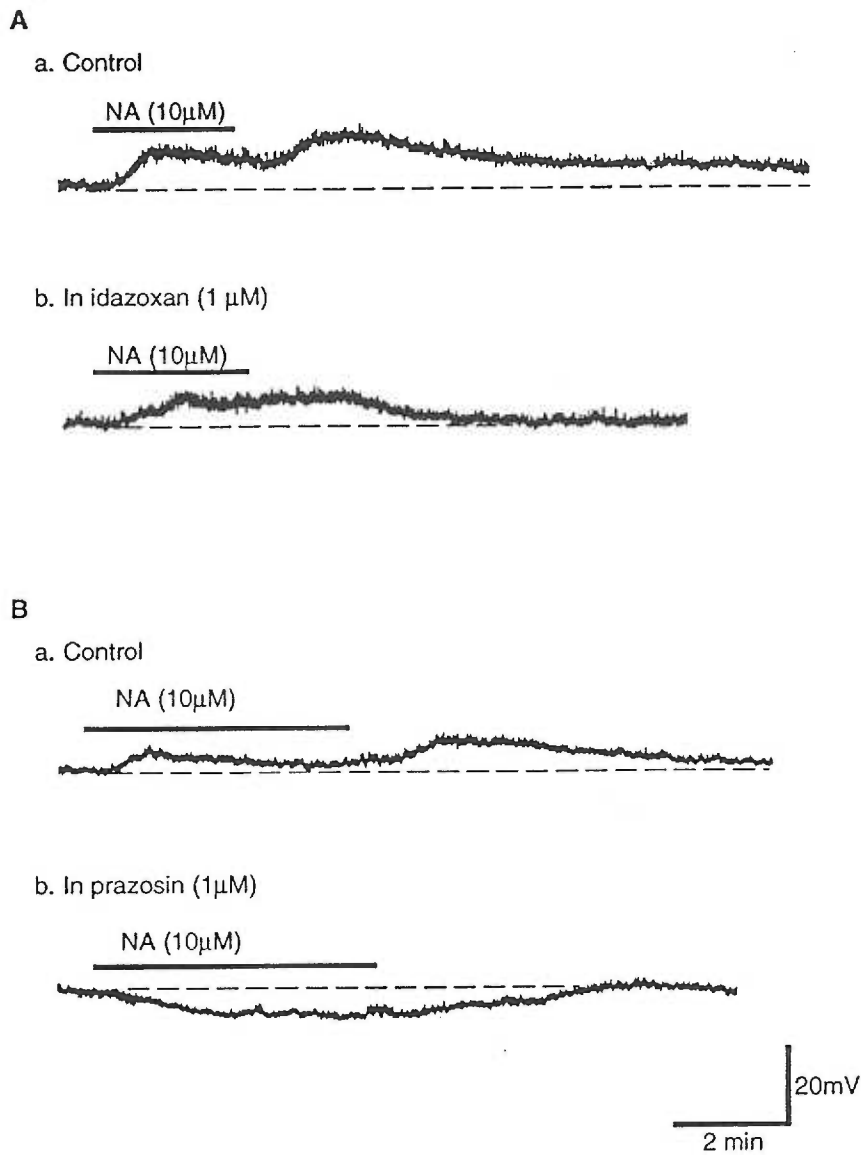 A
a. Control
NA (10μM)
b. In idazoxan (1 μM)
NA (10μM)
B
a. Control
NA (10μM)
b. In prazosin (1μM)
NA (10μM)
20mV
2 min